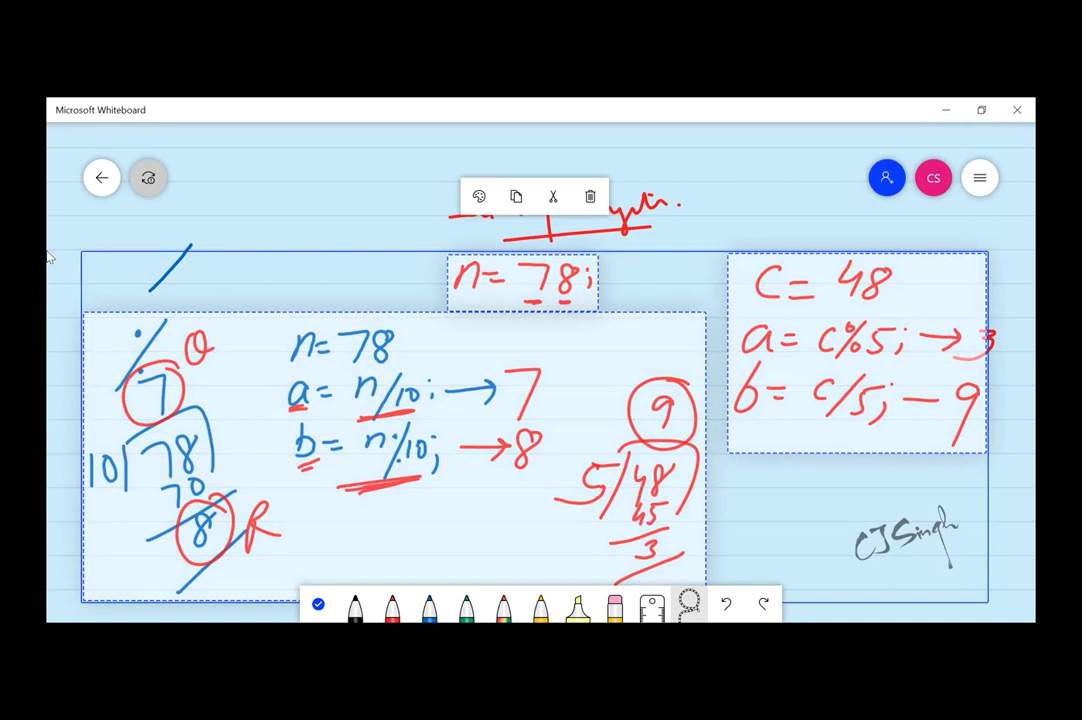 Microsoft Whiteboard
CS
n = 78;
/
%
Q
7
10 78
70
8 R
n = 78
a = n/10; → 7
b = n%10; → 8
9
5 48
45
3
C = 48
a = c%5; → 3
b = c/5; — 9
CJSingh